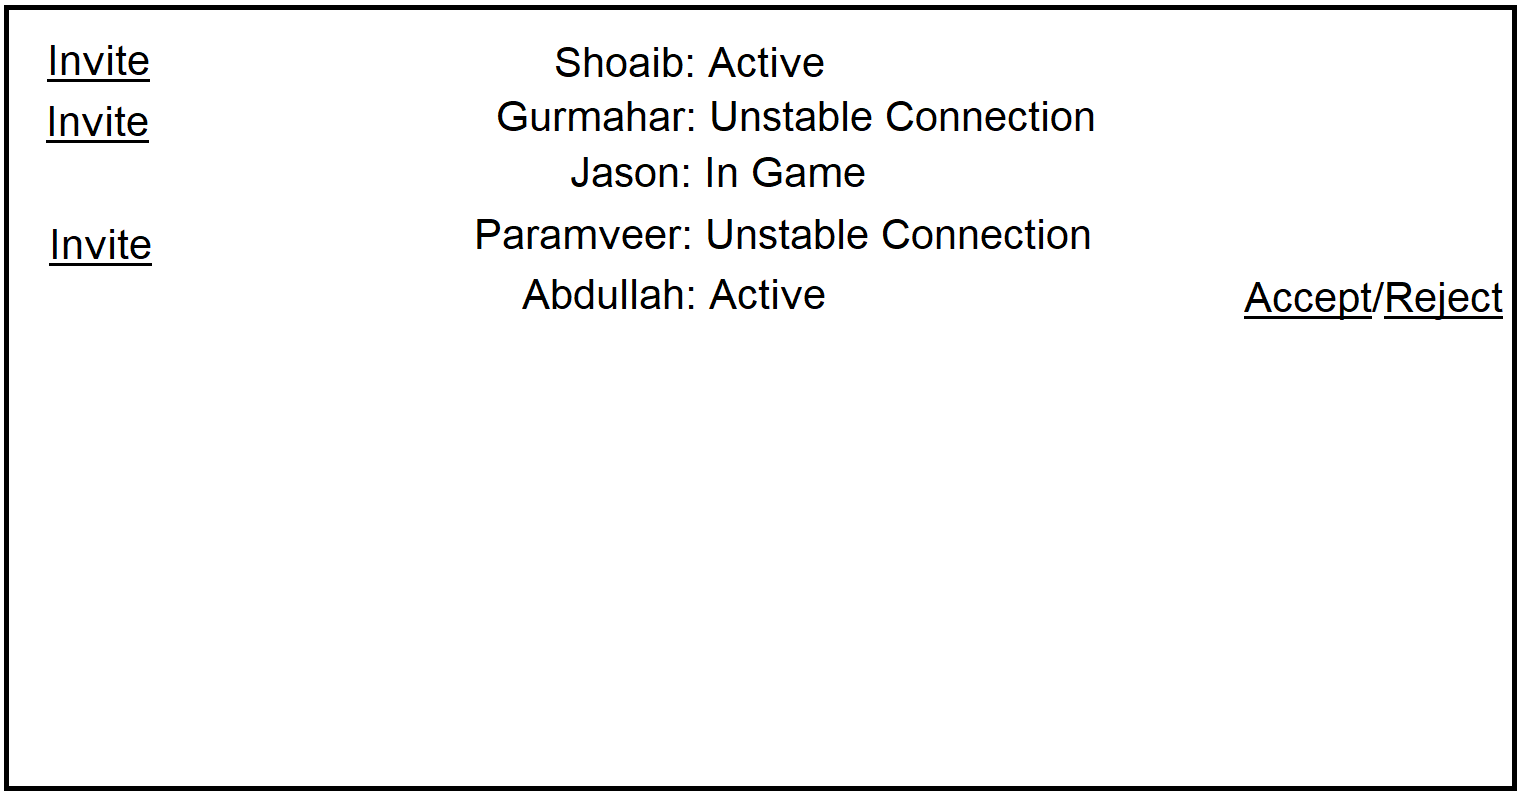 Invite Shoaib: Active
Invite Gurmahar: Unstable Connection
Jason: In Game
Invite Paramveer: Unstable Connection
Abdullah: Active Accept/Reject